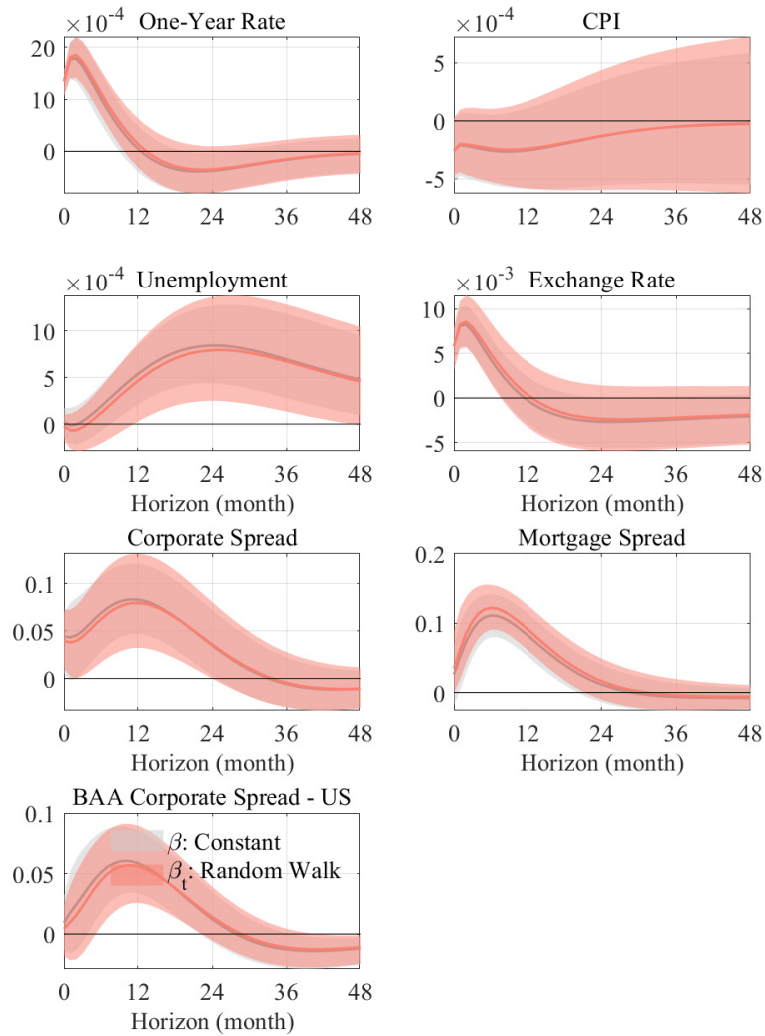 One-Year Rate
×10⁻⁴
20
10
0
0 12 24 36 48
CPI
×10⁻⁴
5
0
-5
0 12 24 36 48
Unemployment
×10⁻⁴
10
5
0
0 12 24 36 48
Horizon (month)
Exchange Rate
×10⁻³
10
5
0
-5
0 12 24 36 48
Horizon (month)
Corporate Spread
0.1
0.05
0
0 12 24 36 48
Horizon (month)
Mortgage Spread
0.2
0.1
0
0 12 24 36 48
Horizon (month)
BAA Corporate Spread - US
0.1
0.05
0
β: Constant
βₜ: Random Walk
0 12 24 36 48
Horizon (month)